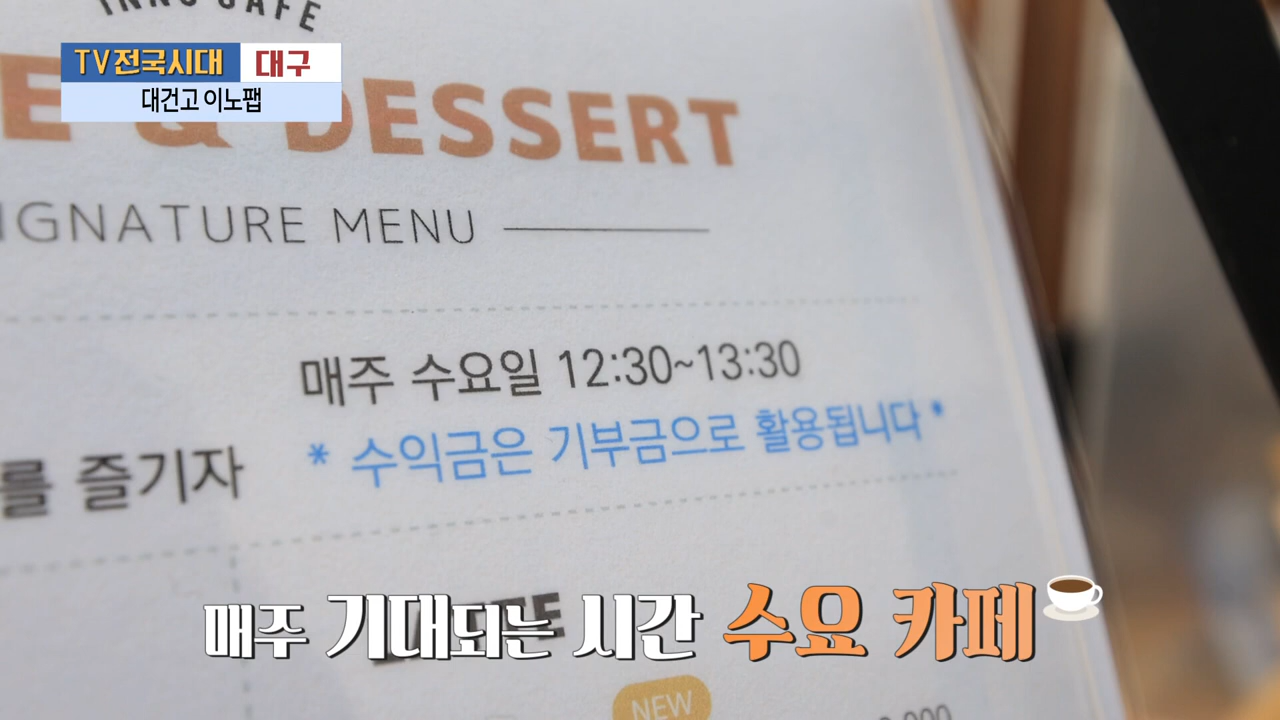 INNO CAFE
TV전국시대 대구
대건고 이노팹
E & DESSERT
IGNATURE MENU
매주 수요일 12:30~13:30
* 수익금은 기부금으로 활용됩니다 *
를 즐기자
매주 기대되는 시간 수요 카페
NEW